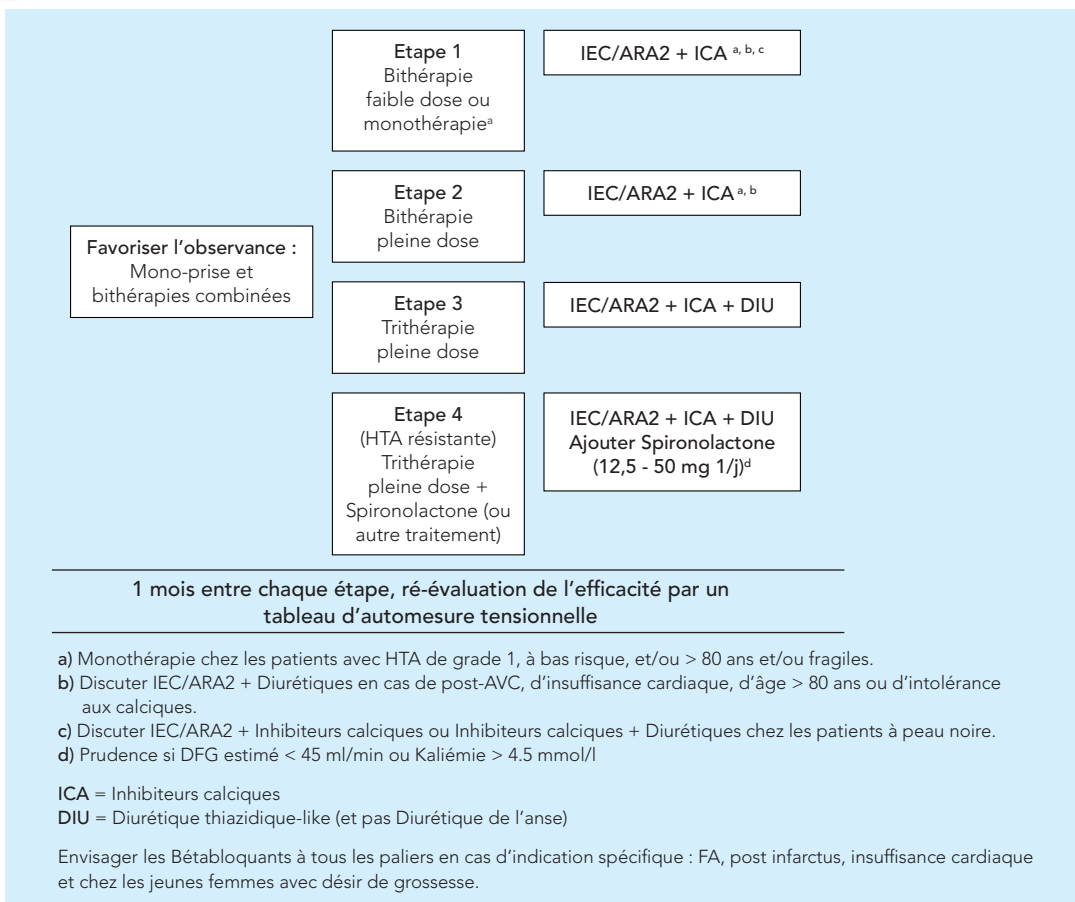 Etape 1
Bithérapie
faible dose ou
monothérapieᵃ
IEC/ARA2 + ICA ᵃ, ᵇ, ᶜ
Favoriser l’observance :
Mono-prise et
bithérapies combinées
Etape 2
Bithérapie
pleine dose
IEC/ARA2 + ICA ᵃ, ᵇ
Etape 3
Trithérapie
pleine dose
IEC/ARA2 + ICA + DIU
Etape 4
(HTA résistante)
Trithérapie
pleine dose +
Spironolactone (ou
autre traitement)
IEC/ARA2 + ICA + DIU
Ajouter Spironolactone
(12,5 - 50 mg 1/j)ᵈ
1 mois entre chaque étape, ré-évaluation de l’efficacité par un
tableau d’automesure tensionnelle
a) Monothérapie chez les patients avec HTA de grade 1, à bas risque, et/ou > 80 ans et/ou fragiles.
b) Discuter IEC/ARA2 + Diurétiques en cas de post-AVC, d’insuffisance cardiaque, d’âge > 80 ans ou d’intolérance
aux calciques.
c) Discuter IEC/ARA2 + Inhibiteurs calciques ou Inhibiteurs calciques + Diurétiques chez les patients à peau noire.
d) Prudence si DFG estimé < 45 ml/min ou Kaliémie > 4.5 mmol/l
ICA = Inhibiteurs calciques
DIU = Diurétique thiazidique-like (et pas Diurétique de l’anse)
Envisager les Bétabloquants à tous les paliers en cas d’indication spécifique : FA, post infarctus, insuffisance cardiaque
et chez les jeunes femmes avec désir de grossesse.